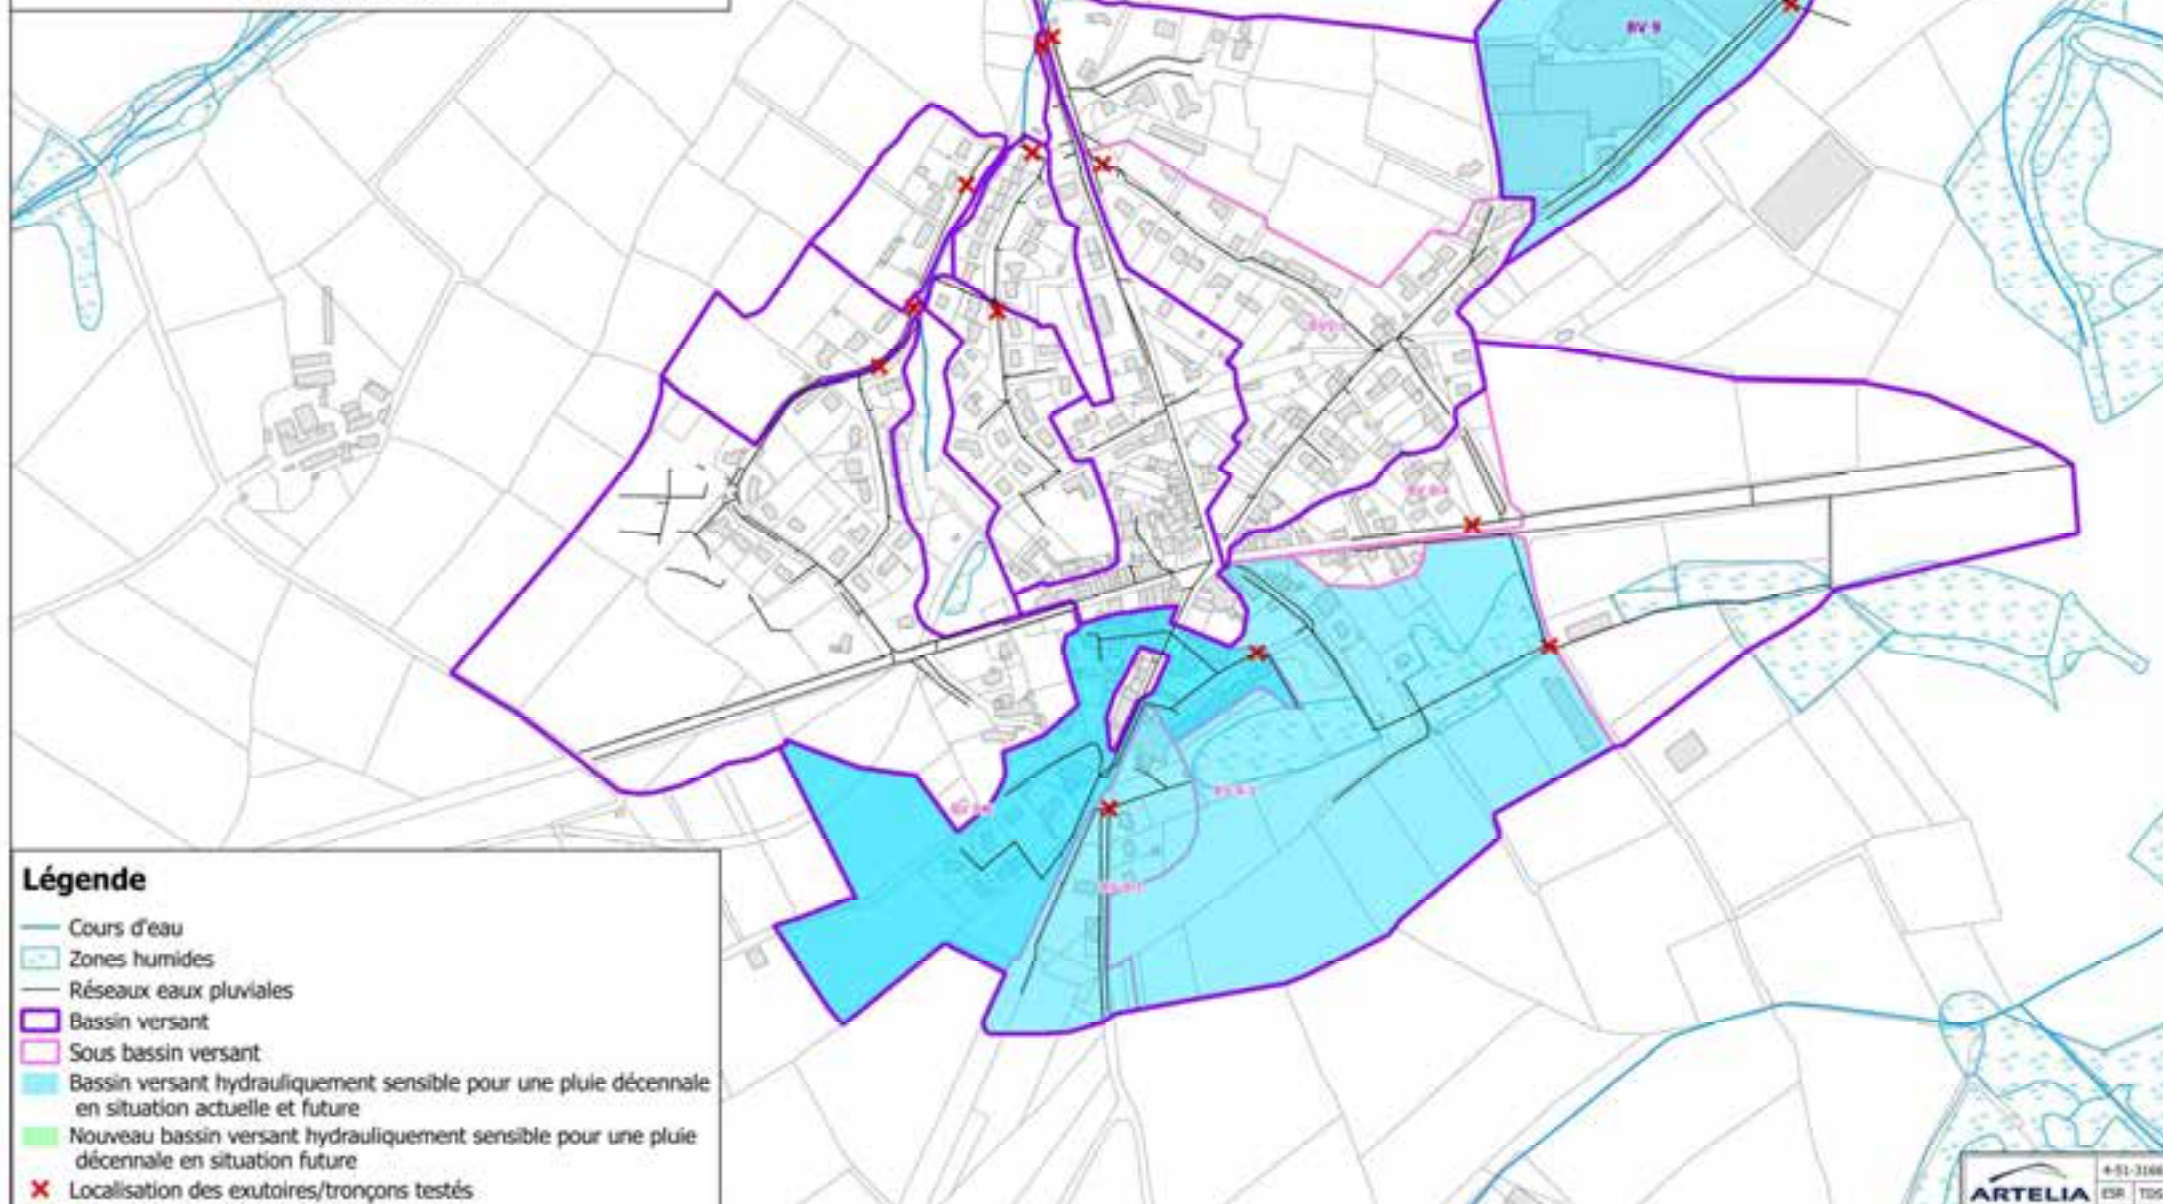 BV 9
Légende
Cours d'eau
Zones humides
Réseaux eaux pluviales
Bassin versant
Sous bassin versant
Bassin versant hydrauliquement sensible pour une pluie décennale
en situation actuelle et future
Nouveau bassin versant hydrauliquement sensible pour une pluie
décennale en situation future
Localisation des exutoires/tronçons testés
ARTELIA
ESR